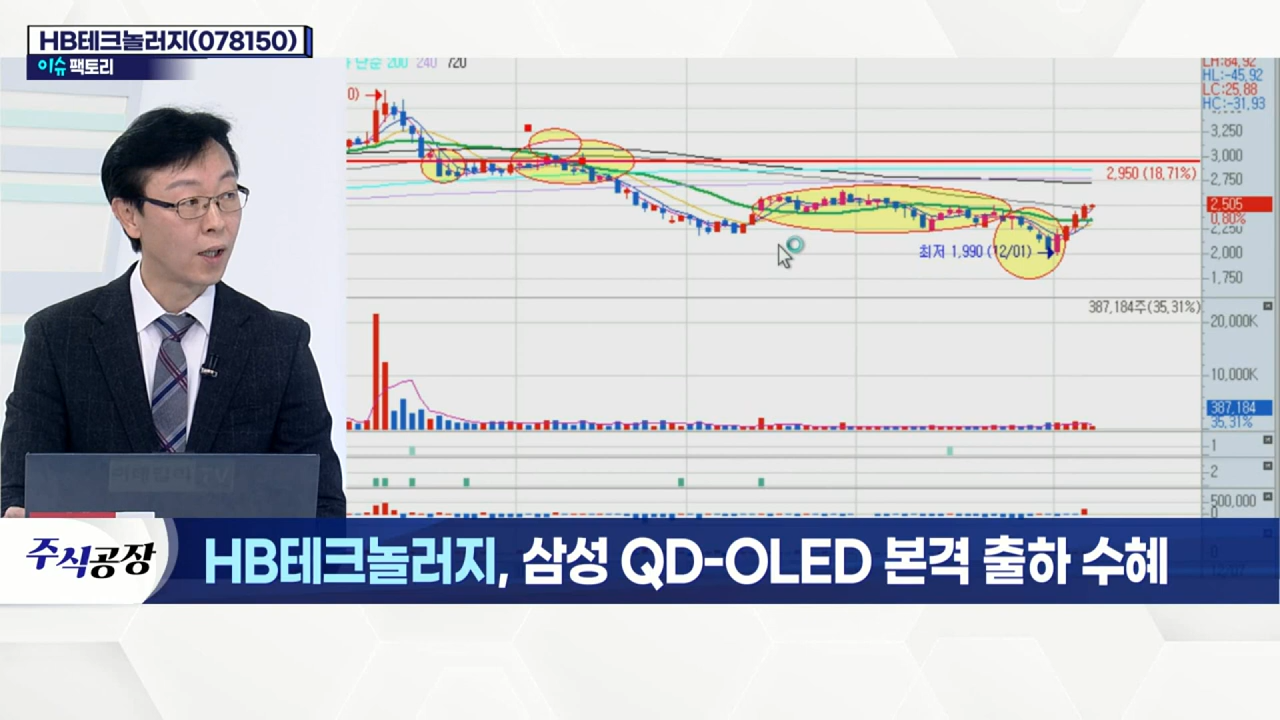 HB테크놀러지(078150)
이슈 팩토리
단순 200 240 720
LH:84.92
HL:-45.92
LC:25.88
HC:-31.93
0)
3,250
3,000
2,950 (18.71%)
2,750
2,505
0.80%
2,250
최저 1,990 (12/01)
2,000
1,750
387,184주(35.31%)
20,000K
10,000K
387,184
35.31%
1
2
500,000
0
주식공장
HB테크놀러지, 삼성 QD-OLED 본격 출하 수혜